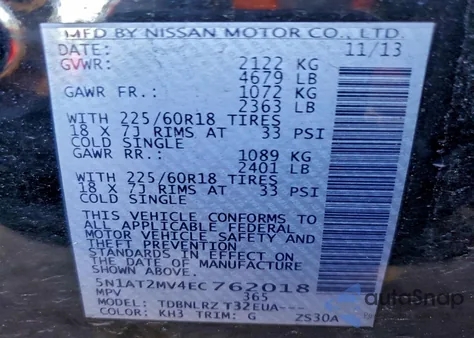 MFD BY NISSAN MOTOR CO., LTD.
DATE: 11/13
GVWR: 2122 KG
4679 LB
GAWR FR.: 1072 KG
2363 LB
WITH 225/60R18 TIRES
18 X 7J RIMS AT 33 PSI
COLD SINGLE
GAWR RR.: 1089 KG
2401 LB
WITH 225/60R18 TIRES
18 X 7J RIMS AT 33 PSI
COLD SINGLE
THIS VEHICLE CONFORMS TO
ALL APPLICABLE FEDERAL
MOTOR VEHICLE SAFETY AND
THEFT PREVENTION
STANDARDS IN EFFECT ON
THE DATE OF MANUFACTURE
SHOWN ABOVE.
5N1AT2MV4EC762018
MPV 365
MODEL: TDBNLRZ T32EUA---
COLOR: KH3 TRIM: G ZS30A
autoSnap